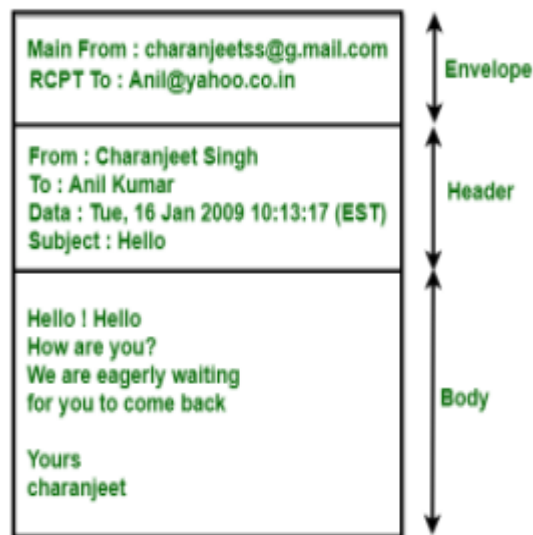 Main From : charanjeetss@g.mail.com
RCPT To : Anil@yahoo.co.in
Envelope
From : Charanjeet Singh
To : Anil Kumar
Data : Tue, 16 Jan 2009 10:13:17 (EST)
Subject : Hello
Header
Hello ! Hello
How are you?
We are eagerly waiting
for you to come back
Yours
charanjeet
Body